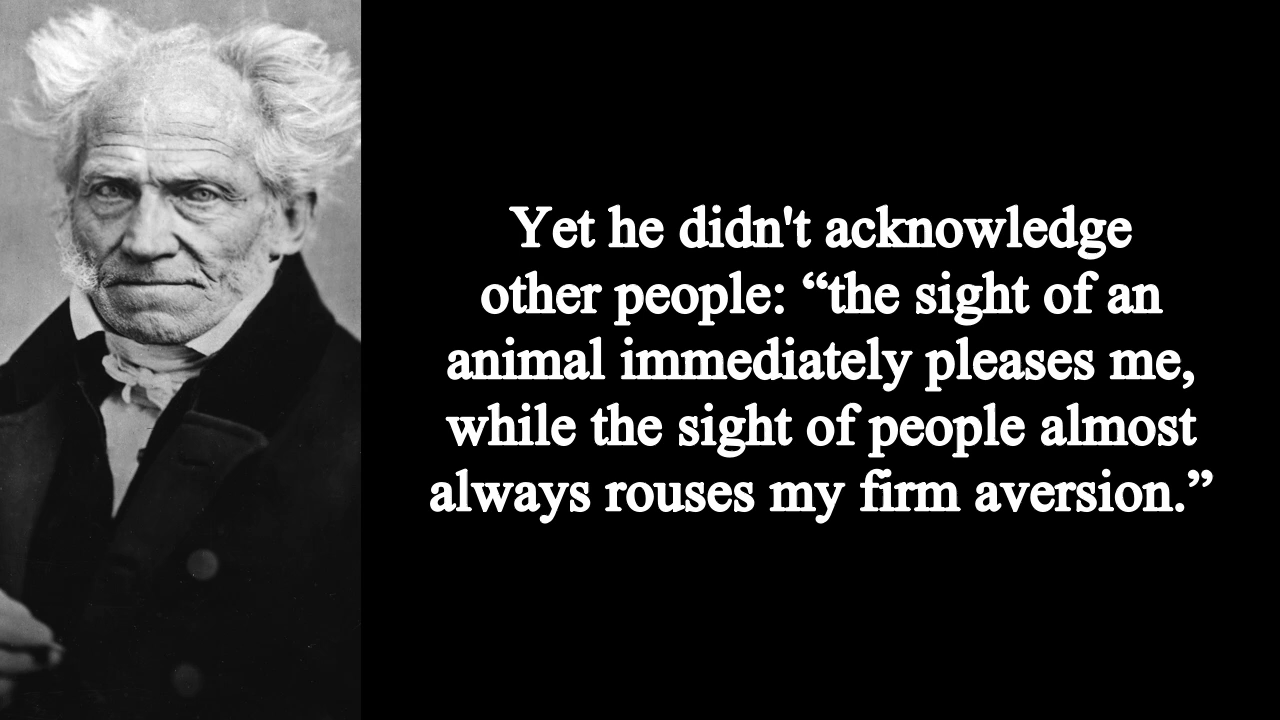 Yet he didn't acknowledge
other people: “the sight of an
animal immediately pleases me,
while the sight of people almost
always rouses my firm aversion.”